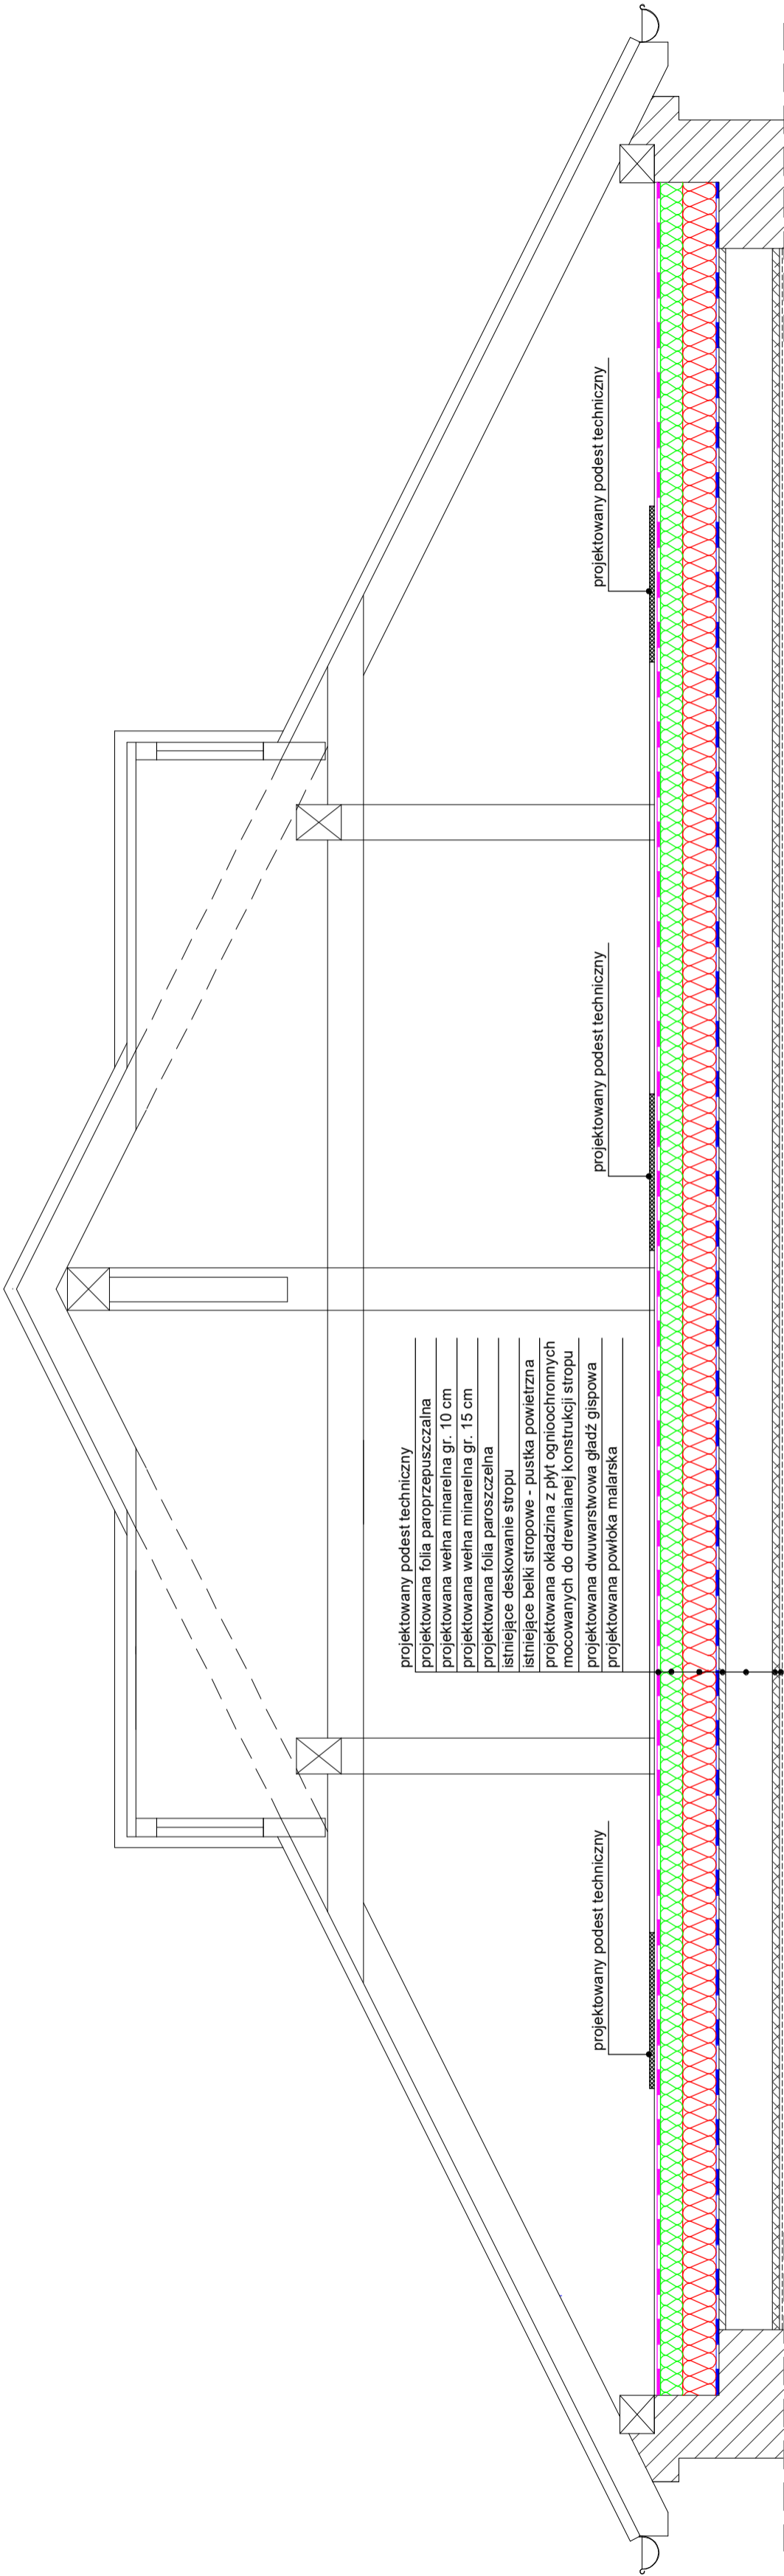 projektowany podest techniczny
projektowana folia paroprzepuszczalna
projektowana wełna minarelna gr. 10 cm
projektowana wełna minarelna gr. 15 cm
projektowana folia paroszczelna
istniejące deskowanie stropu
istniejące belki stropowe - pustka powietrzna
projektowana okładzina z płyt ognioochronnych
mocowanych do drewnianej konstrukcji stropu
projektowana dwuwarstwowa gładź gispowa
projektowana powłoka malarska
projektowany podest techniczny
projektowany podest techniczny
projektowany podest techniczny